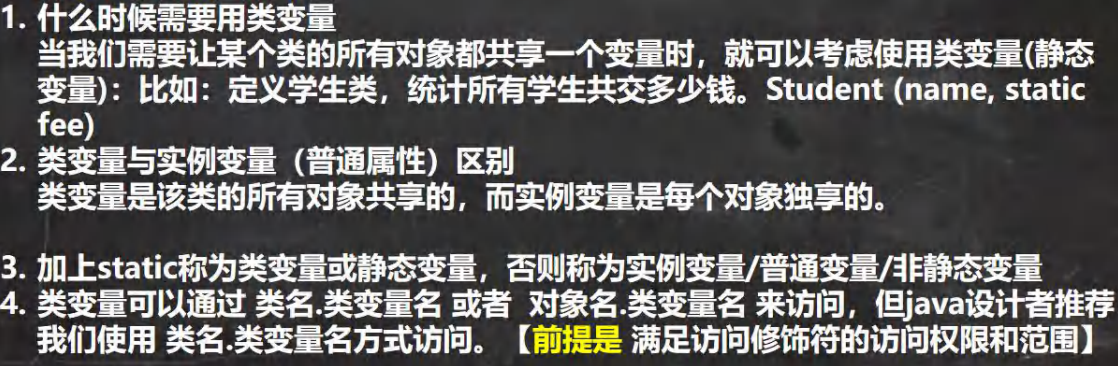 1. 什么时候需要用类变量
当我们需要让某个类的所有对象都共享一个变量时，就可以考虑使用类变量(静态
变量)：比如：定义学生类，统计所有学生共交多少钱。Student (name, static
fee)
2. 类变量与实例变量（普通属性）区别
类变量是该类的所有对象共享的，而实例变量是每个对象独享的。
3. 加上static称为类变量或静态变量，否则称为实例变量/普通变量/非静态变量
4. 类变量可以通过 类名.类变量名 或者 对象名.类变量名 来访问，但java设计者推荐
我们使用 类名.类变量名方式访问。【前提是 满足访问修饰符的访问权限和范围】